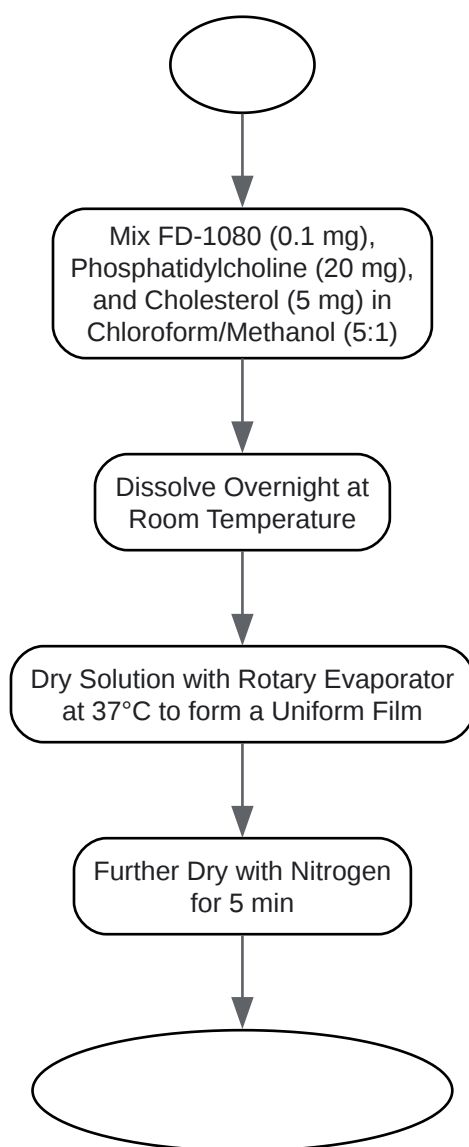 Mix FD-1080 (0.1 mg),
Phosphatidylcholine (20 mg),
and Cholesterol (5 mg) in
Chloroform/Methanol (5:1)
Dissolve Overnight at
Room Temperature
Dry Solution with Rotary Evaporator
at 37°C to form a Uniform Film
Further Dry with Nitrogen
for 5 min